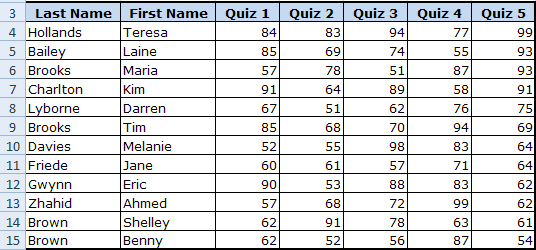 3 Last Name First Name Quiz 1 Quiz 2 Quiz 3 Quiz 4 Quiz 5
4 Hollands Teresa 84 83 94 77 99
5 Bailey Laine 85 69 74 55 93
6 Brooks Maria 57 78 51 87 93
7 Charlton Kim 91 64 89 58 91
8 Lyborne Darren 67 51 62 76 75
9 Brooks Tim 85 68 70 94 69
10 Davies Melanie 52 55 98 83 64
11 Friede Jane 60 61 57 71 64
12 Gwynn Eric 90 53 88 83 62
13 Zhahid Ahmed 57 68 72 99 62
14 Brown Shelley 62 91 78 63 61
15 Brown Benny 62 52 56 87 54